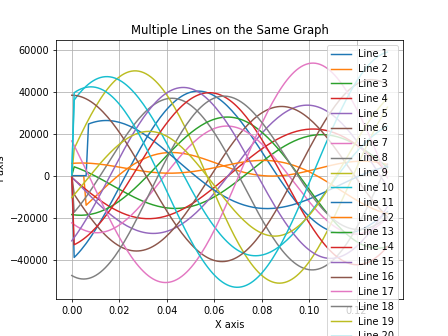 Multiple Lines on the Same Graph
60000
40000
20000
0
−20000
−40000
0.00
0.02
0.04
0.06
0.08
0.10
X axis
axis
Line 1
Line 2
Line 3
Line 4
Line 5
Line 6
Line 7
Line 8
Line 9
Line 10
Line 11
Line 12
Line 13
Line 14
Line 15
Line 16
Line 17
Line 18
Line 19
Line 20